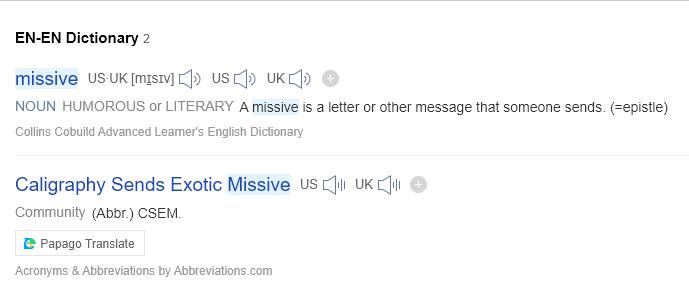 EN-EN Dictionary 2
missive US·UK [mɪsɪv] US UK
NOUN HUMOROUS or LITERARY A missive is a letter or other message that someone sends. (=epistle)
Collins Cobuild Advanced Learner's English Dictionary
Caligraphy Sends Exotic Missive US UK
Community (Abbr.) CSEM.
Papago Translate
Acronyms & Abbreviations by Abbreviations.com